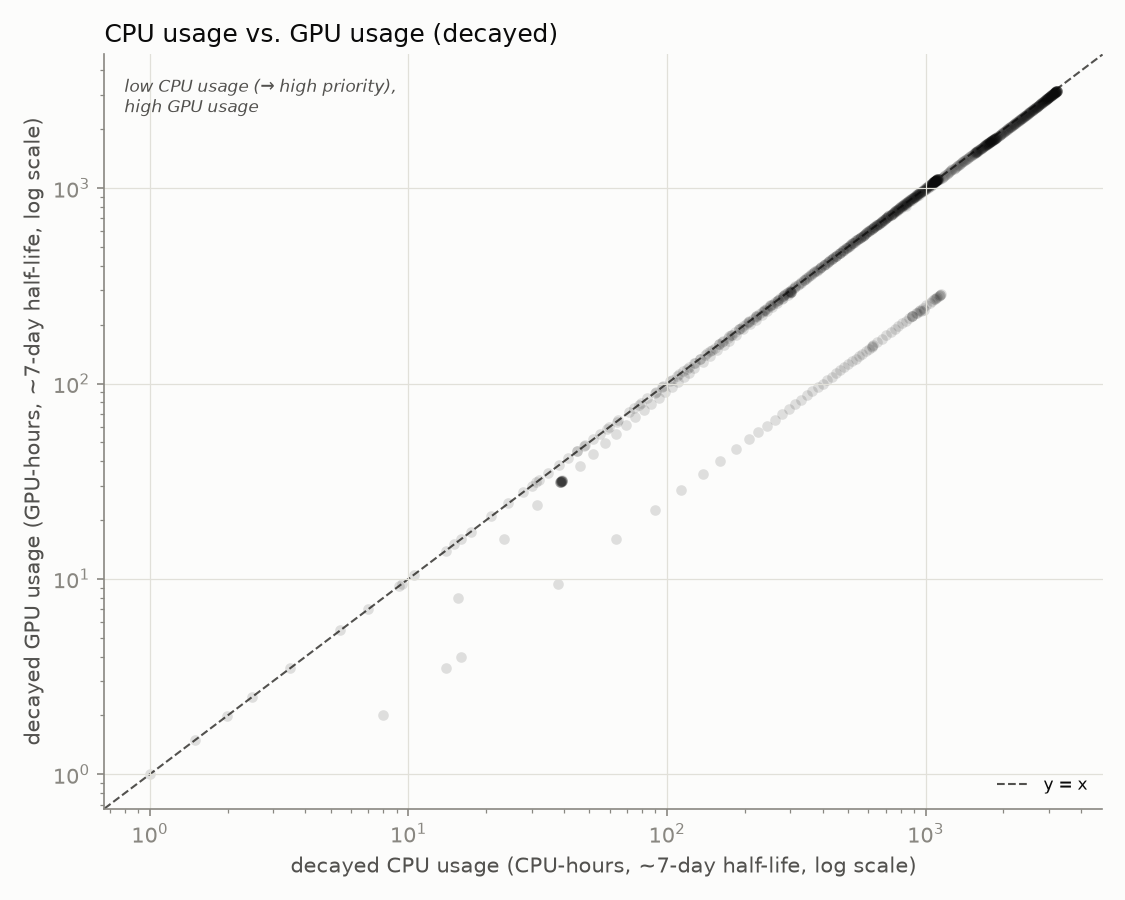 CPU usage vs. GPU usage (decayed)
low CPU usage (→ high priority),
high GPU usage
decayed GPU usage (GPU-hours, ~7-day half-life, log scale)
10³
10²
10¹
10⁰
y = x
10⁰ 10¹ 10² 10³
decayed CPU usage (CPU-hours, ~7-day half-life, log scale)